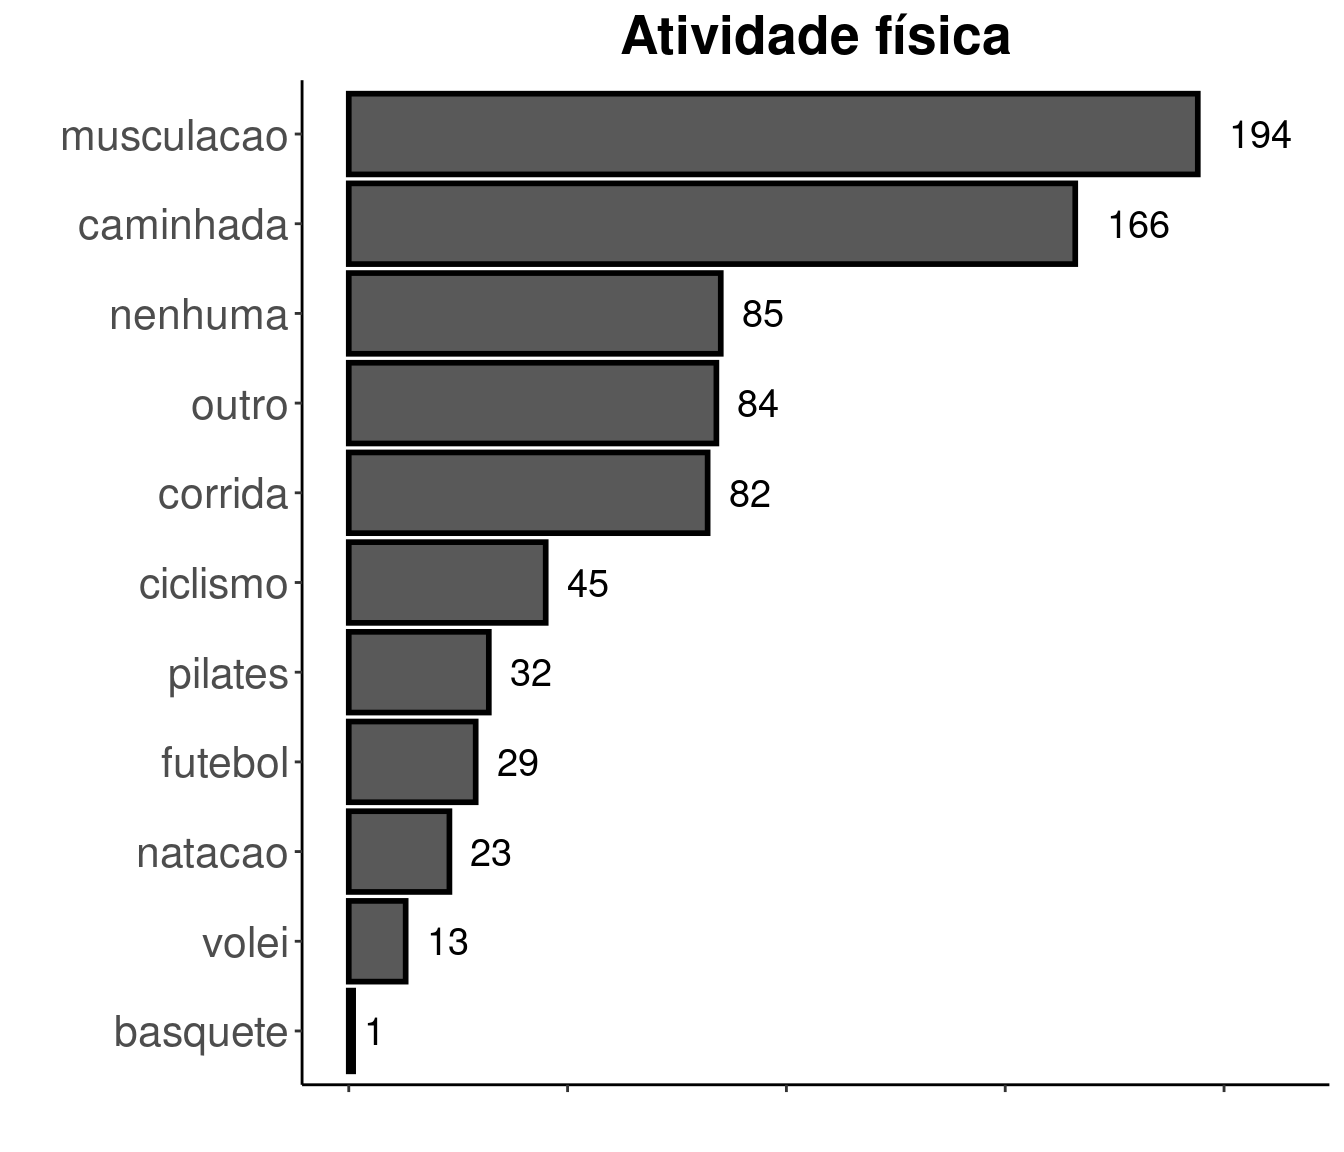 Atividade física
musculacao 194
caminhada 166
nenhuma 85
outro 84
corrida 82
ciclismo 45
pilates 32
futebol 29
natacao 23
volei 13
basquete 1